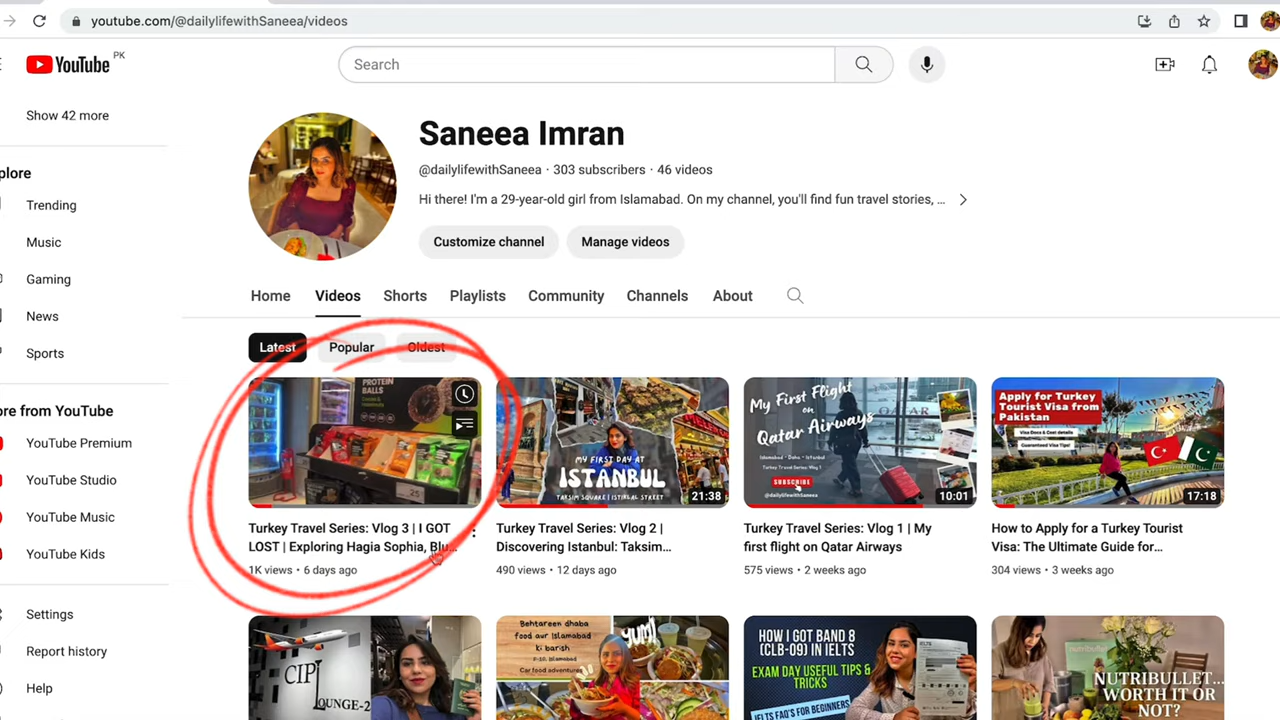 youtube.com/@dailylifewithSaneea/videos
YouTube PK
Search
Show 42 more
plore
Trending
Music
Gaming
News
Sports
ore from YouTube
YouTube Premium
YouTube Studio
YouTube Music
YouTube Kids
Settings
Report history
Help
Saneea Imran
@dailylifewithSaneea · 303 subscribers · 46 videos
Hi there! I'm a 29-year-old girl from Islamabad. On my channel, you'll find fun travel stories, ...
Customize channel
Manage videos
Home Videos Shorts Playlists Community Channels About
Latest Popular Oldest
PROTEIN
BALLS
25
Turkey Travel Series: Vlog 3 | I GOT
LOST | Exploring Hagia Sophia, Blu...
1K views · 6 days ago
MY FIRST DAY AT
ISTANBUL
TAKSIM SQUARE | ISTIKLAL STREET
21:38
Turkey Travel Series: Vlog 2 |
Discovering Istanbul: Taksim...
490 views · 12 days ago
My First Flight
on
Qatar Airways
QATAR
Islamabad - Doha - Istanbul
Turkey Travel Series: Vlog 1
SUBSCRIBE
@dailylifewithSaneea
10:01
Turkey Travel Series: Vlog 1 | My
first flight on Qatar Airways
575 views · 2 weeks ago
Apply for Turkey
Tourist Visa from
Pakistan
Visa Docs & Cost details
Guaranteed Visa Tips!
17:18
How to Apply for a Turkey Tourist
Visa: The Ultimate Guide for...
304 views · 3 weeks ago
CIP
LOUNGE-2
Behtareen dhaba
food aur Islamabad
ki barish
F-10, Islamabad
Car food adventures
YUM!
HOW I GOT BAND 8
(CLB-09) IN IELTS
EXAM DAY USEFUL TIPS &
TRICKS
IELTS FAQ'S FOR BEGINNERS
nutribullet
NUTRIBULLET...
WORTH IT OR
NOT?